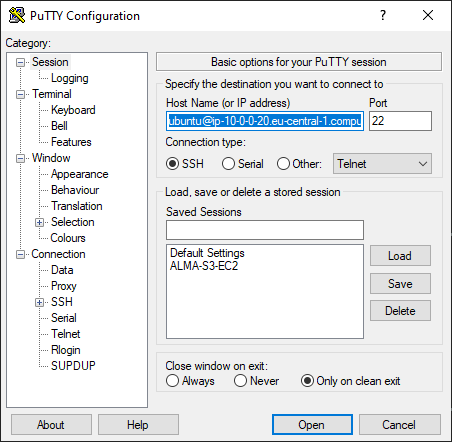 PuTTY Configuration
?
Category:
Session
Logging
Terminal
Keyboard
Bell
Features
Window
Appearance
Behaviour
Translation
Selection
Colours
Connection
Data
Proxy
SSH
Serial
Telnet
Rlogin
SUPDUP
Basic options for your PuTTY session
Specify the destination you want to connect to
Host Name (or IP address) Port
ubuntu@ip-10-0-0-20.eu-central-1.compu 22
Connection type:
SSH Serial Other: Telnet
Load, save or delete a stored session
Saved Sessions
Default Settings
ALMA-S3-EC2
Load
Save
Delete
Close window on exit:
Always Never Only on clean exit
About Help Open Cancel